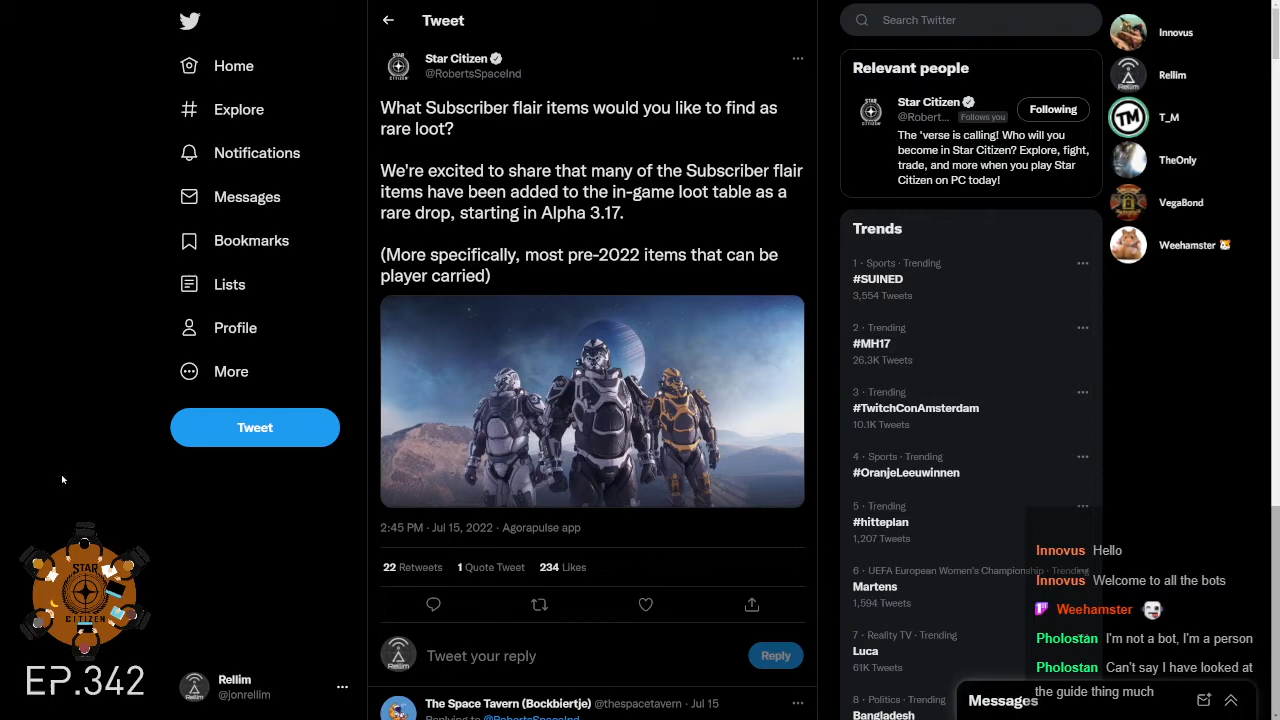 Home
Explore
Notifications
Messages
Bookmarks
Lists
Profile
More
Tweet
STAR
CITIZEN
EP.342
Rellim
@jonrellim
Tweet
Star Citizen
@RobertsSpaceInd
What Subscriber flair items would you like to find as
rare loot?
We're excited to share that many of the Subscriber flair
items have been added to the in-game loot table as a
rare drop, starting in Alpha 3.17.
(More specifically, most pre-2022 items that can be
player carried)
2:45 PM · Jul 15, 2022 · Agorapulse app
22 Retweets 1 Quote Tweet 234 Likes
Tweet your reply
Reply
The Space Tavern (Bockbiertje) @thespacetavern · Jul 15
Replying to @RobertsSpaceInd
Search Twitter
Relevant people
Star Citizen
@Robert... Follows you
Following
The 'verse is calling! Who will you
become in Star Citizen? Explore, fight,
trade, and more when you play Star
Citizen on PC today!
Trends
1 · Sports · Trending
#SUINED
3,554 Tweets
2 · Trending
#MH17
26.3K Tweets
3 · Trending
#TwitchConAmsterdam
10.1K Tweets
4 · Sports · Trending
#OranjeLeeuwinnen
5 · Trending
#hitteplan
1,207 Tweets
6 · UEFA European Women's Championship · Trending
Martens
1,594 Tweets
7 · Reality TV · Trending
Luca
61K Tweets
8 · Politics · Trending
Bangladesh
Innovus
Rellim
TM
T_M
TheOnly
VegaBond
Weehamster
Innovus Hello
Innovus Welcome to all the bots
Weehamster
Pholostan I'm not a bot, I'm a person
Pholostan Can't say I have looked at
the guide thing much
Messages